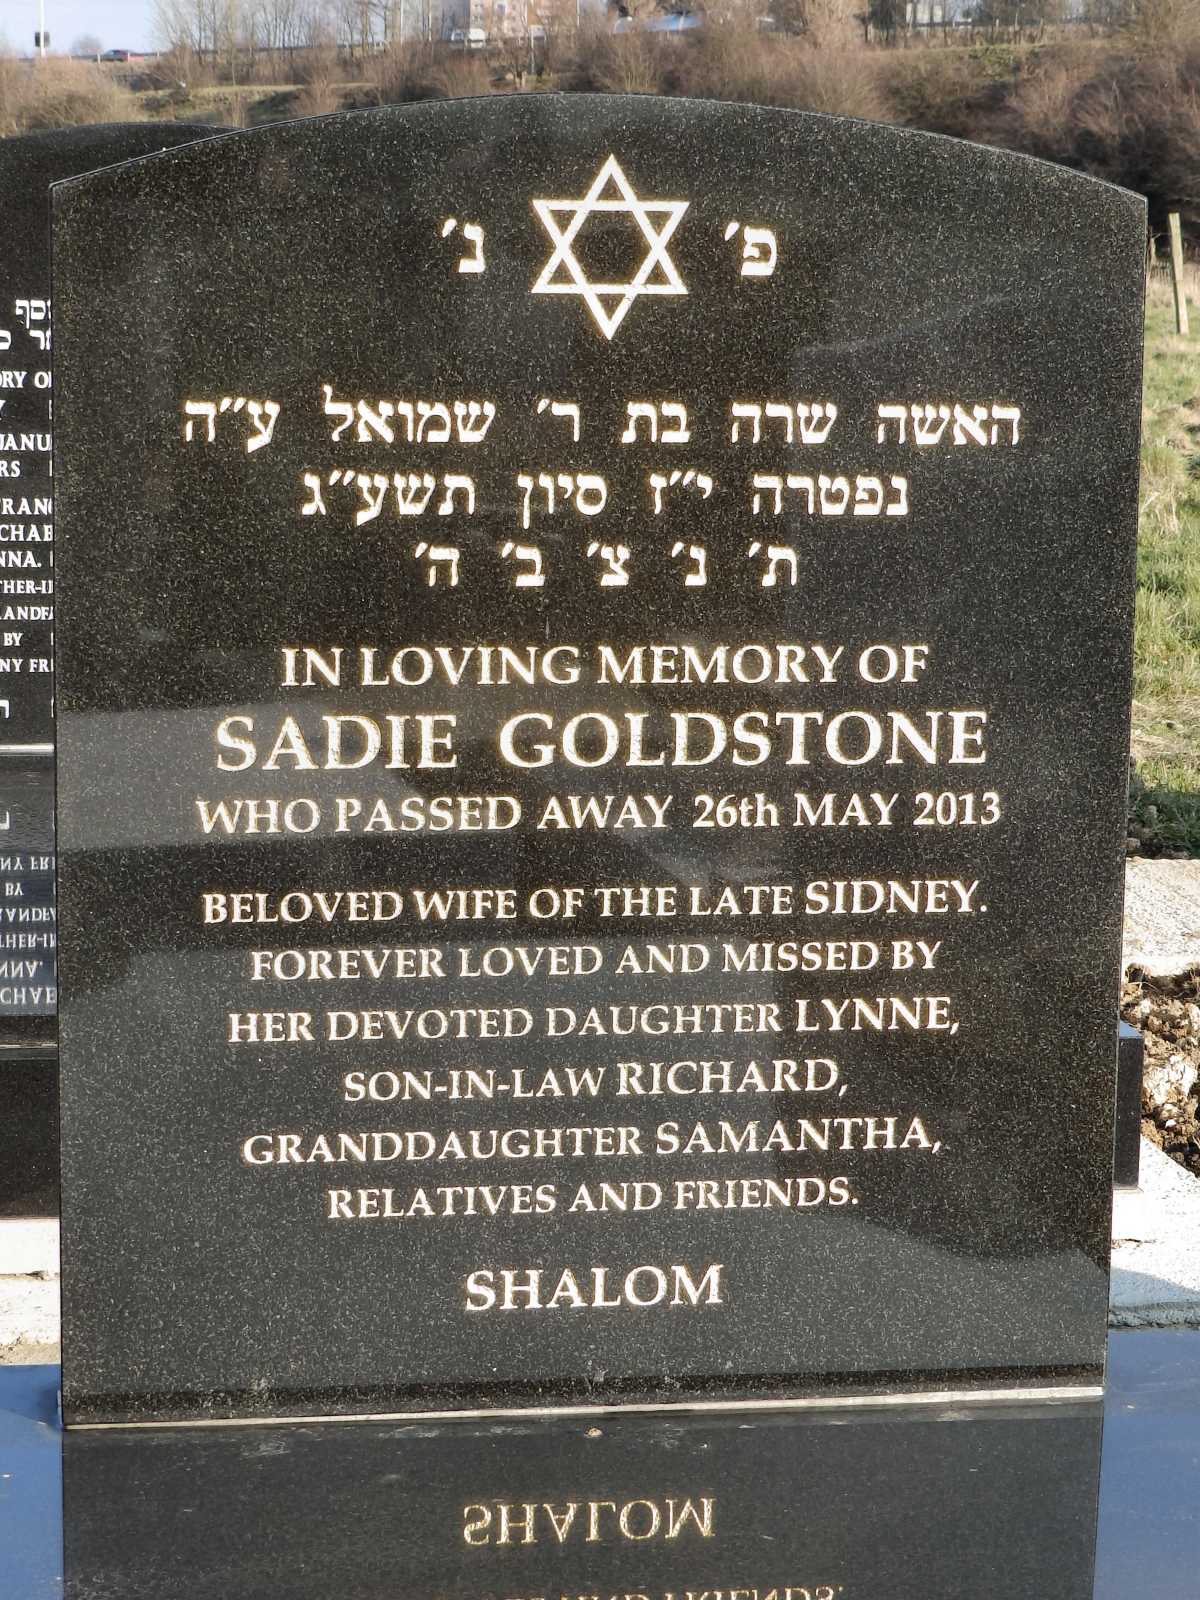 פ׳ נ׳
האשה שרה בת ר׳ שמואל ע״ה
נפטרה י״ז סיון תשע״ג
ת׳ נ׳ צ׳ ב׳ ה׳
IN LOVING MEMORY OF
SADIE GOLDSTONE
WHO PASSED AWAY 26th MAY 2013
BELOVED WIFE OF THE LATE SIDNEY.
FOREVER LOVED AND MISSED BY
HER DEVOTED DAUGHTER LYNNE,
SON-IN-LAW RICHARD,
GRANDDAUGHTER SAMANTHA,
RELATIVES AND FRIENDS.
SHALOM